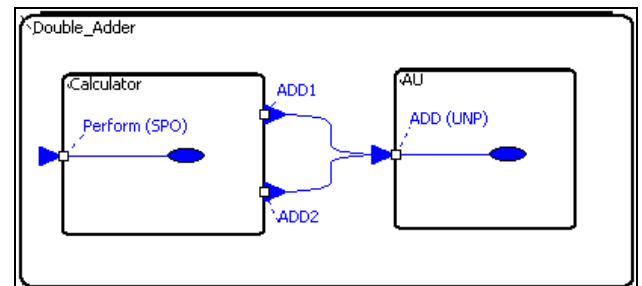 Double_Adder
Calculator
AU
ADD1
Perform (SPO)
ADD (UNP)
ADD2